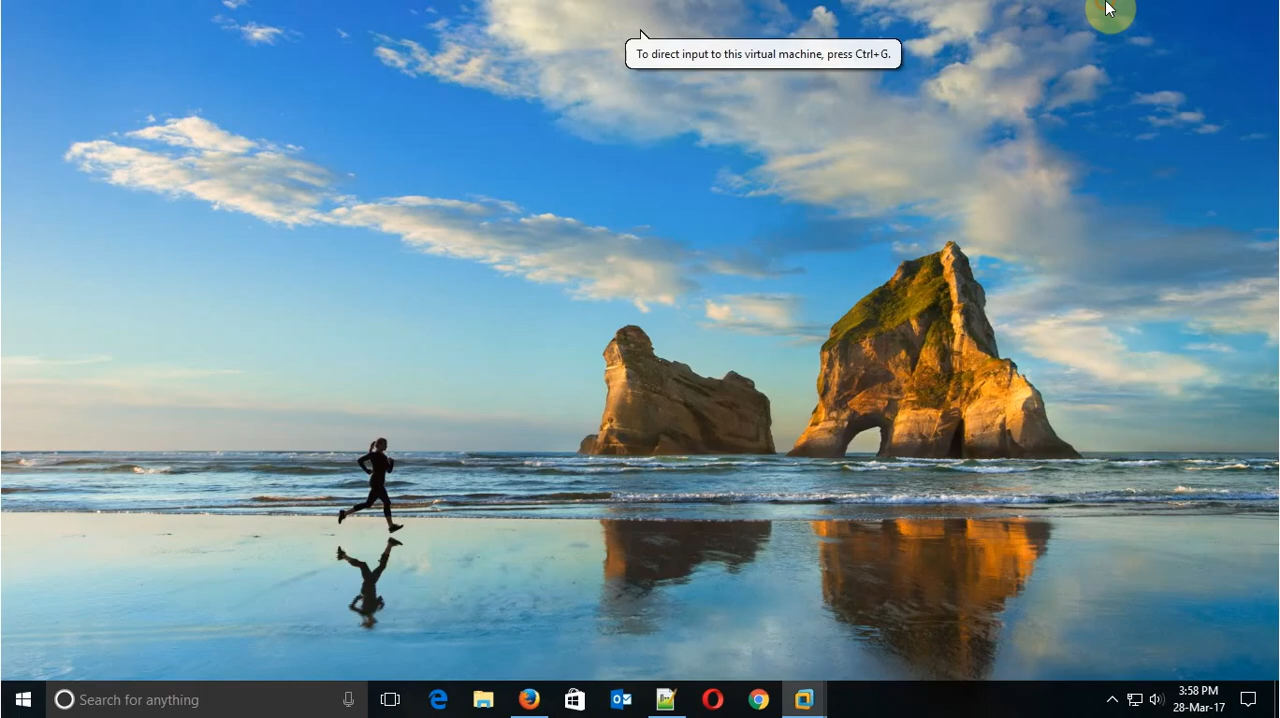 To direct input to this virtual machine, press Ctrl+G.
Search for anything
3:58 PM
28-Mar-17